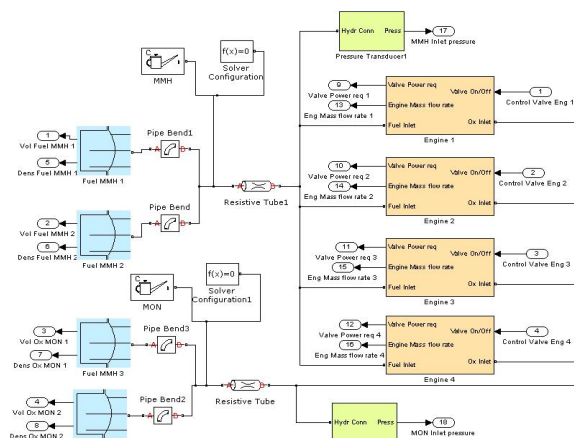 f(x)=0
Solver
Configuration
C
MMH
Hydr Conn Press
Pressure Transducer1
17
MMH Inlet pressure
9
Valve Power req 1
13
Eng Mass flow rate 1
Valve Power req
Valve On/Off
Engine Mass flow rate
Fuel Inlet
Ox Inlet
Engine 1
1
Control Valve Eng 1
1
Vol Fuel MMH 1
5
Dens Fuel MMH 1
Fuel MMH 1
Pipe Bend1
A B
10
Valve Power req 2
14
Eng Mass flow rate 2
Valve Power req
Valve On/Off
Engine Mass flow rate
Fuel Inlet
Ox Inlet
Engine 2
2
Control Valve Eng 2
A B
Resistive Tube1
2
Vol Fuel MMH 2
6
Dens Fuel MMH 2
Fuel MMH 2
Pipe Bend
A B
11
Valve Power req 3
15
Eng Mass flow rate 3
Valve Power req
Valve On/Off
Engine Mass flow rate
Fuel Inlet
Ox Inlet
Engine 3
3
Control Valve Eng 3
C
MON
f(x)=0
Solver
Configuration1
3
Vol Ox MON 1
7
Dens Ox MON 1
Fuel MMH 3
Pipe Bend3
A B
12
Valve Power req 4
16
Eng Mass flow rate 4
Valve Power req
Valve On/Off
Engine Mass flow rate
Fuel Inlet
Ox Inlet
Engine 4
4
Control Valve Eng 4
A B
Resistive Tube
4
Vol Ox MON 2
8
Dens Ox MON 2
Pipe Bend2
A B
Hydr Conn Press
18
MON Inlet pressure